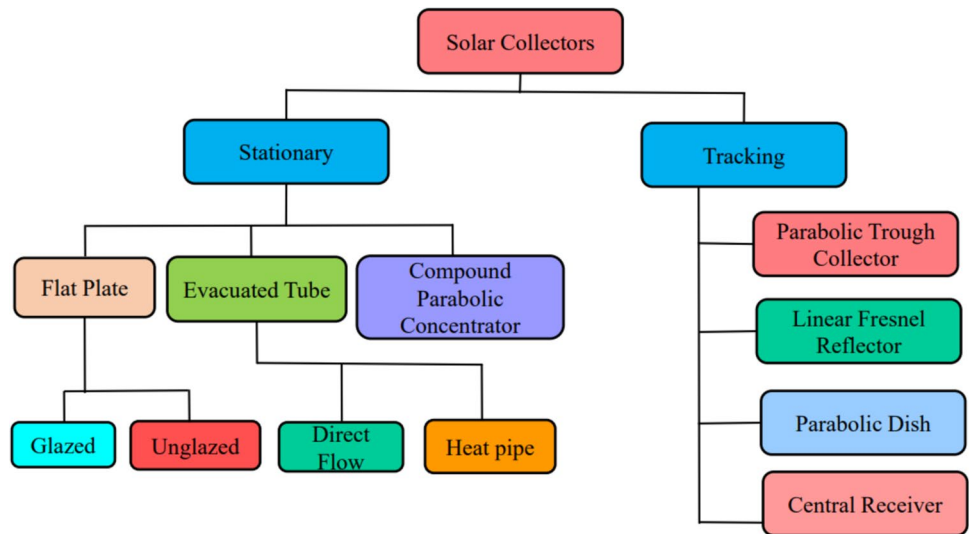 Solar Collectors
Stationary
Tracking
Flat Plate
Evacuated Tube
Compound
Parabolic
Concentrator
Glazed
Unglazed
Direct
Flow
Heat pipe
Parabolic Trough
Collector
Linear Fresnel
Reflector
Parabolic Dish
Central Receiver